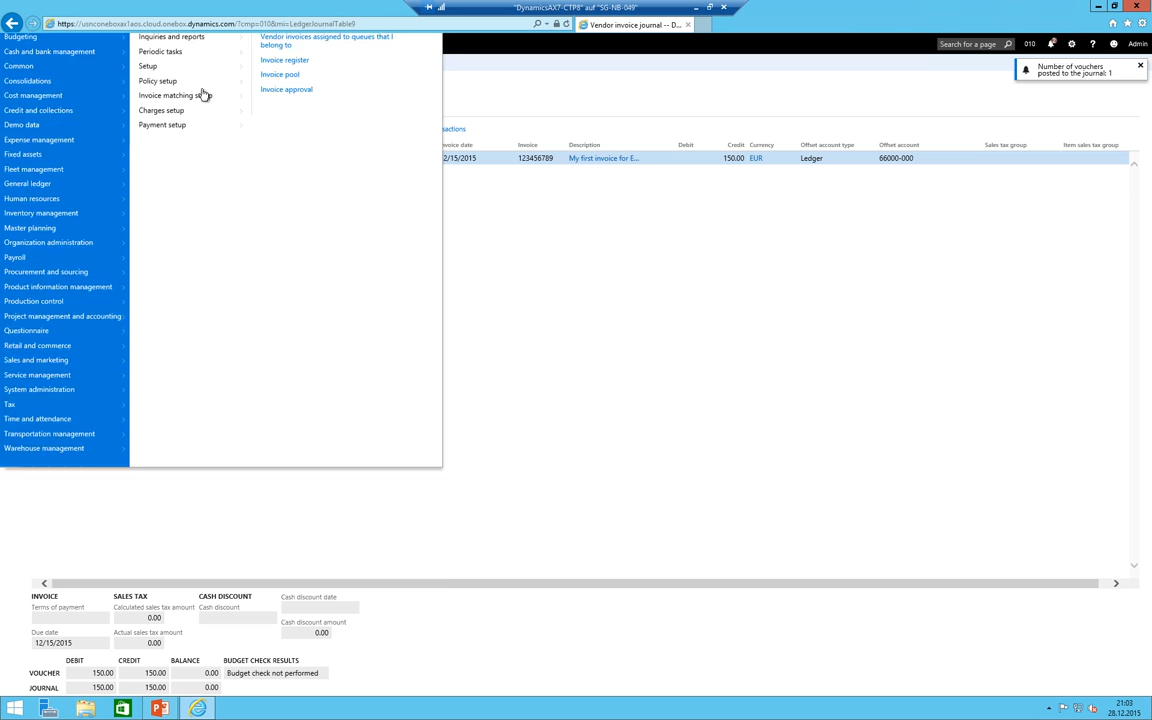 "DynamicsAX7-CTP8" auf "SG-NB-049"
https://usnconeboxax1aos.cloud.onebox.dynamics.com/?cmp=010&mi=LedgerJournalTable9
Vendor invoice journal -- D...
Budgeting
Cash and bank management
Common
Consolidations
Cost management
Credit and collections
Demo data
Expense management
Fixed assets
Fleet management
General ledger
Human resources
Inventory management
Master planning
Organization administration
Payroll
Procurement and sourcing
Product information management
Production control
Project management and accounting
Questionnaire
Retail and commerce
Sales and marketing
Service management
System administration
Tax
Time and attendance
Transportation management
Warehouse management
Inquiries and reports
Periodic tasks
Setup
Policy setup
Invoice matching setup
Charges setup
Payment setup
Vendor invoices assigned to queues that I
belong to
Invoice register
Invoice pool
Invoice approval
Search for a page
010
Admin
Number of vouchers
posted to the journal: 1
sactions
nvoice date Invoice Description Debit Credit Currency Offset account type Offset account Sales tax group Item sales tax group
2/15/2015 123456789 My first invoice for E... 150.00 EUR Ledger 66000-000
INVOICE SALES TAX CASH DISCOUNT Cash discount date
Terms of payment Calculated sales tax amount Cash discount
0.00
Cash discount amount
Due date Actual sales tax amount 0.00
12/15/2015 0.00
DEBIT CREDIT BALANCE BUDGET CHECK RESULTS
VOUCHER 150.00 150.00 0.00 Budget check not performed
JOURNAL 150.00 150.00 0.00
21:03
28.12.2015